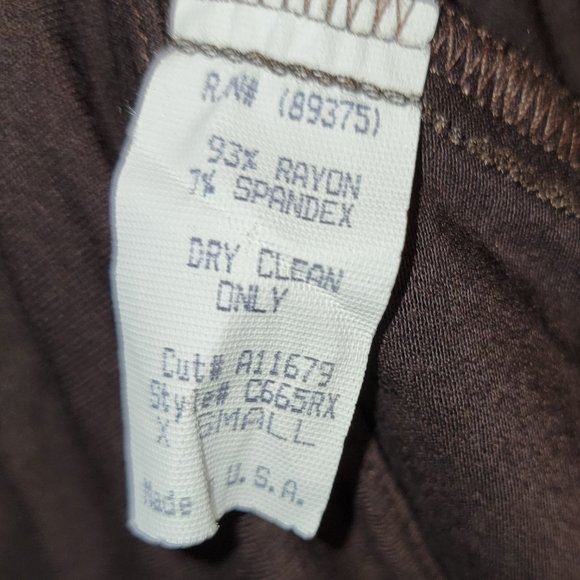 R/N# (89375)
93% RAYON
7% SPANDEX
DRY CLEAN
ONLY
Cut# A11679
Style# C665RX
X SMALL
Made U.S.A.